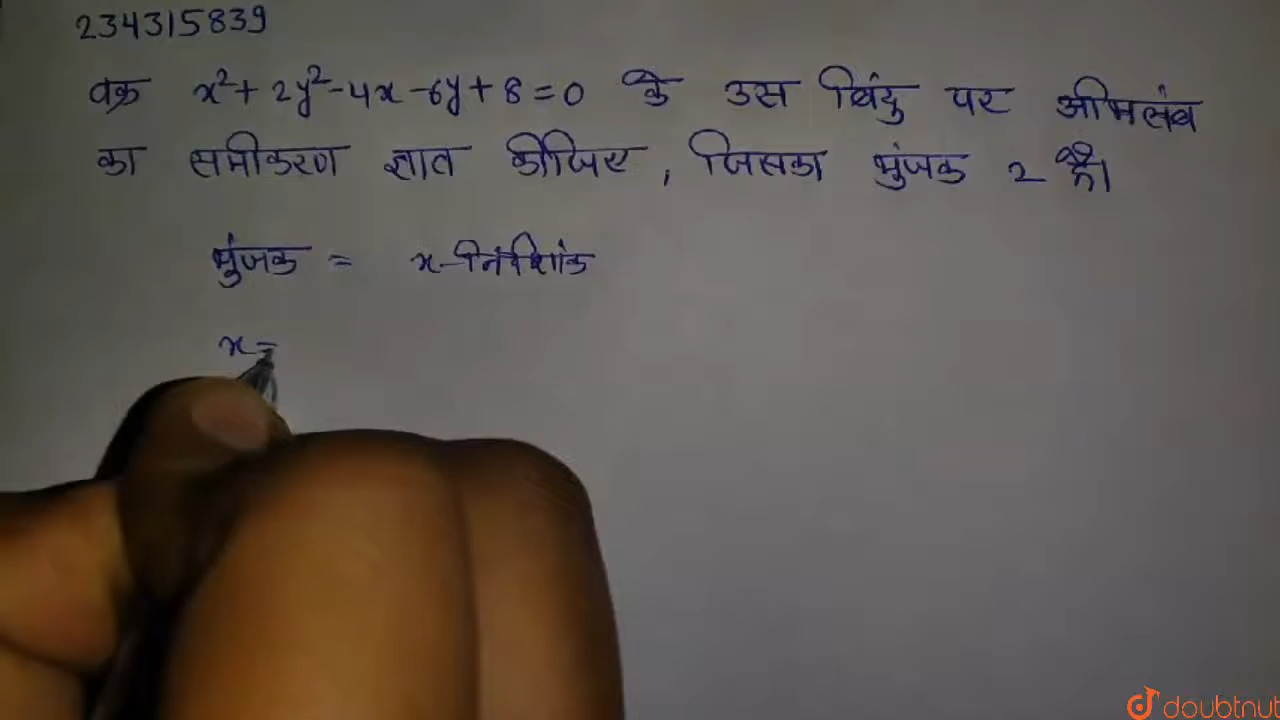 234315839
वक्र x²+2y²-4x-6y+8=0 के उस बिंदु पर अभिलंब
का समीकरण ज्ञात कीजिए, जिसका भुंजक 2 है।
भुंजक = x-निर्देशांक
x=
doubtnut